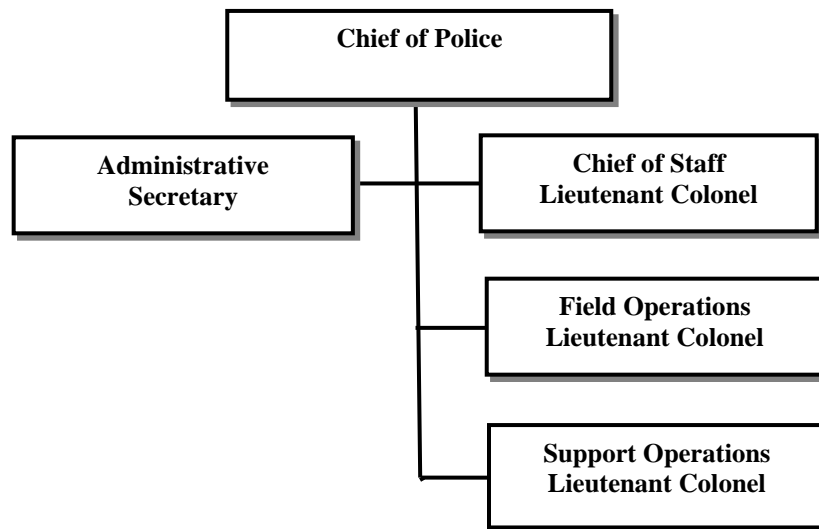 Chief of Police
Administrative
Secretary
Chief of Staff
Lieutenant Colonel
Field Operations
Lieutenant Colonel
Support Operations
Lieutenant Colonel